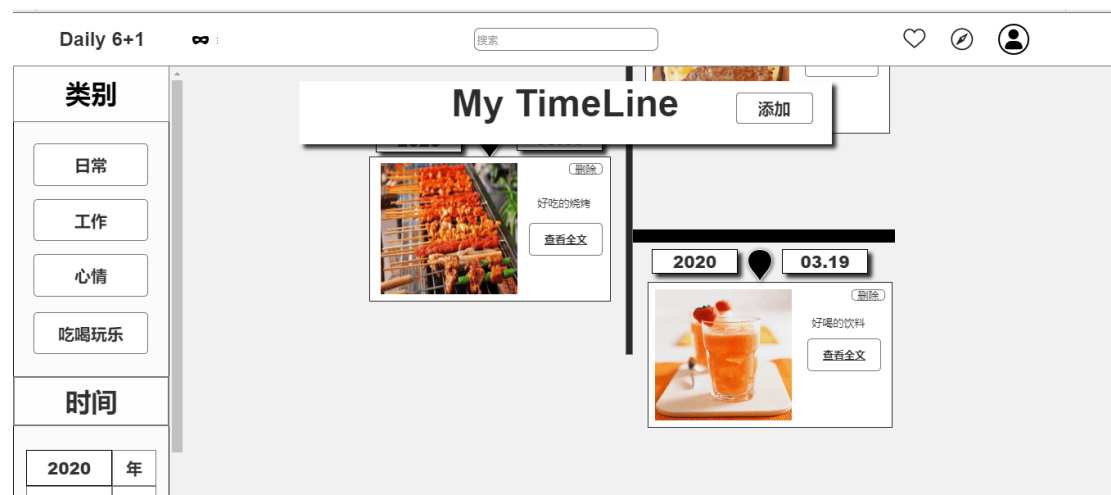 Daily 6+1
搜索
类别
日常
工作
心情
吃喝玩乐
时间
2020 年
My TimeLine 添加
删除
好吃的烧烤
查看全文
2020 03.19
删除
好喝的饮料
查看全文